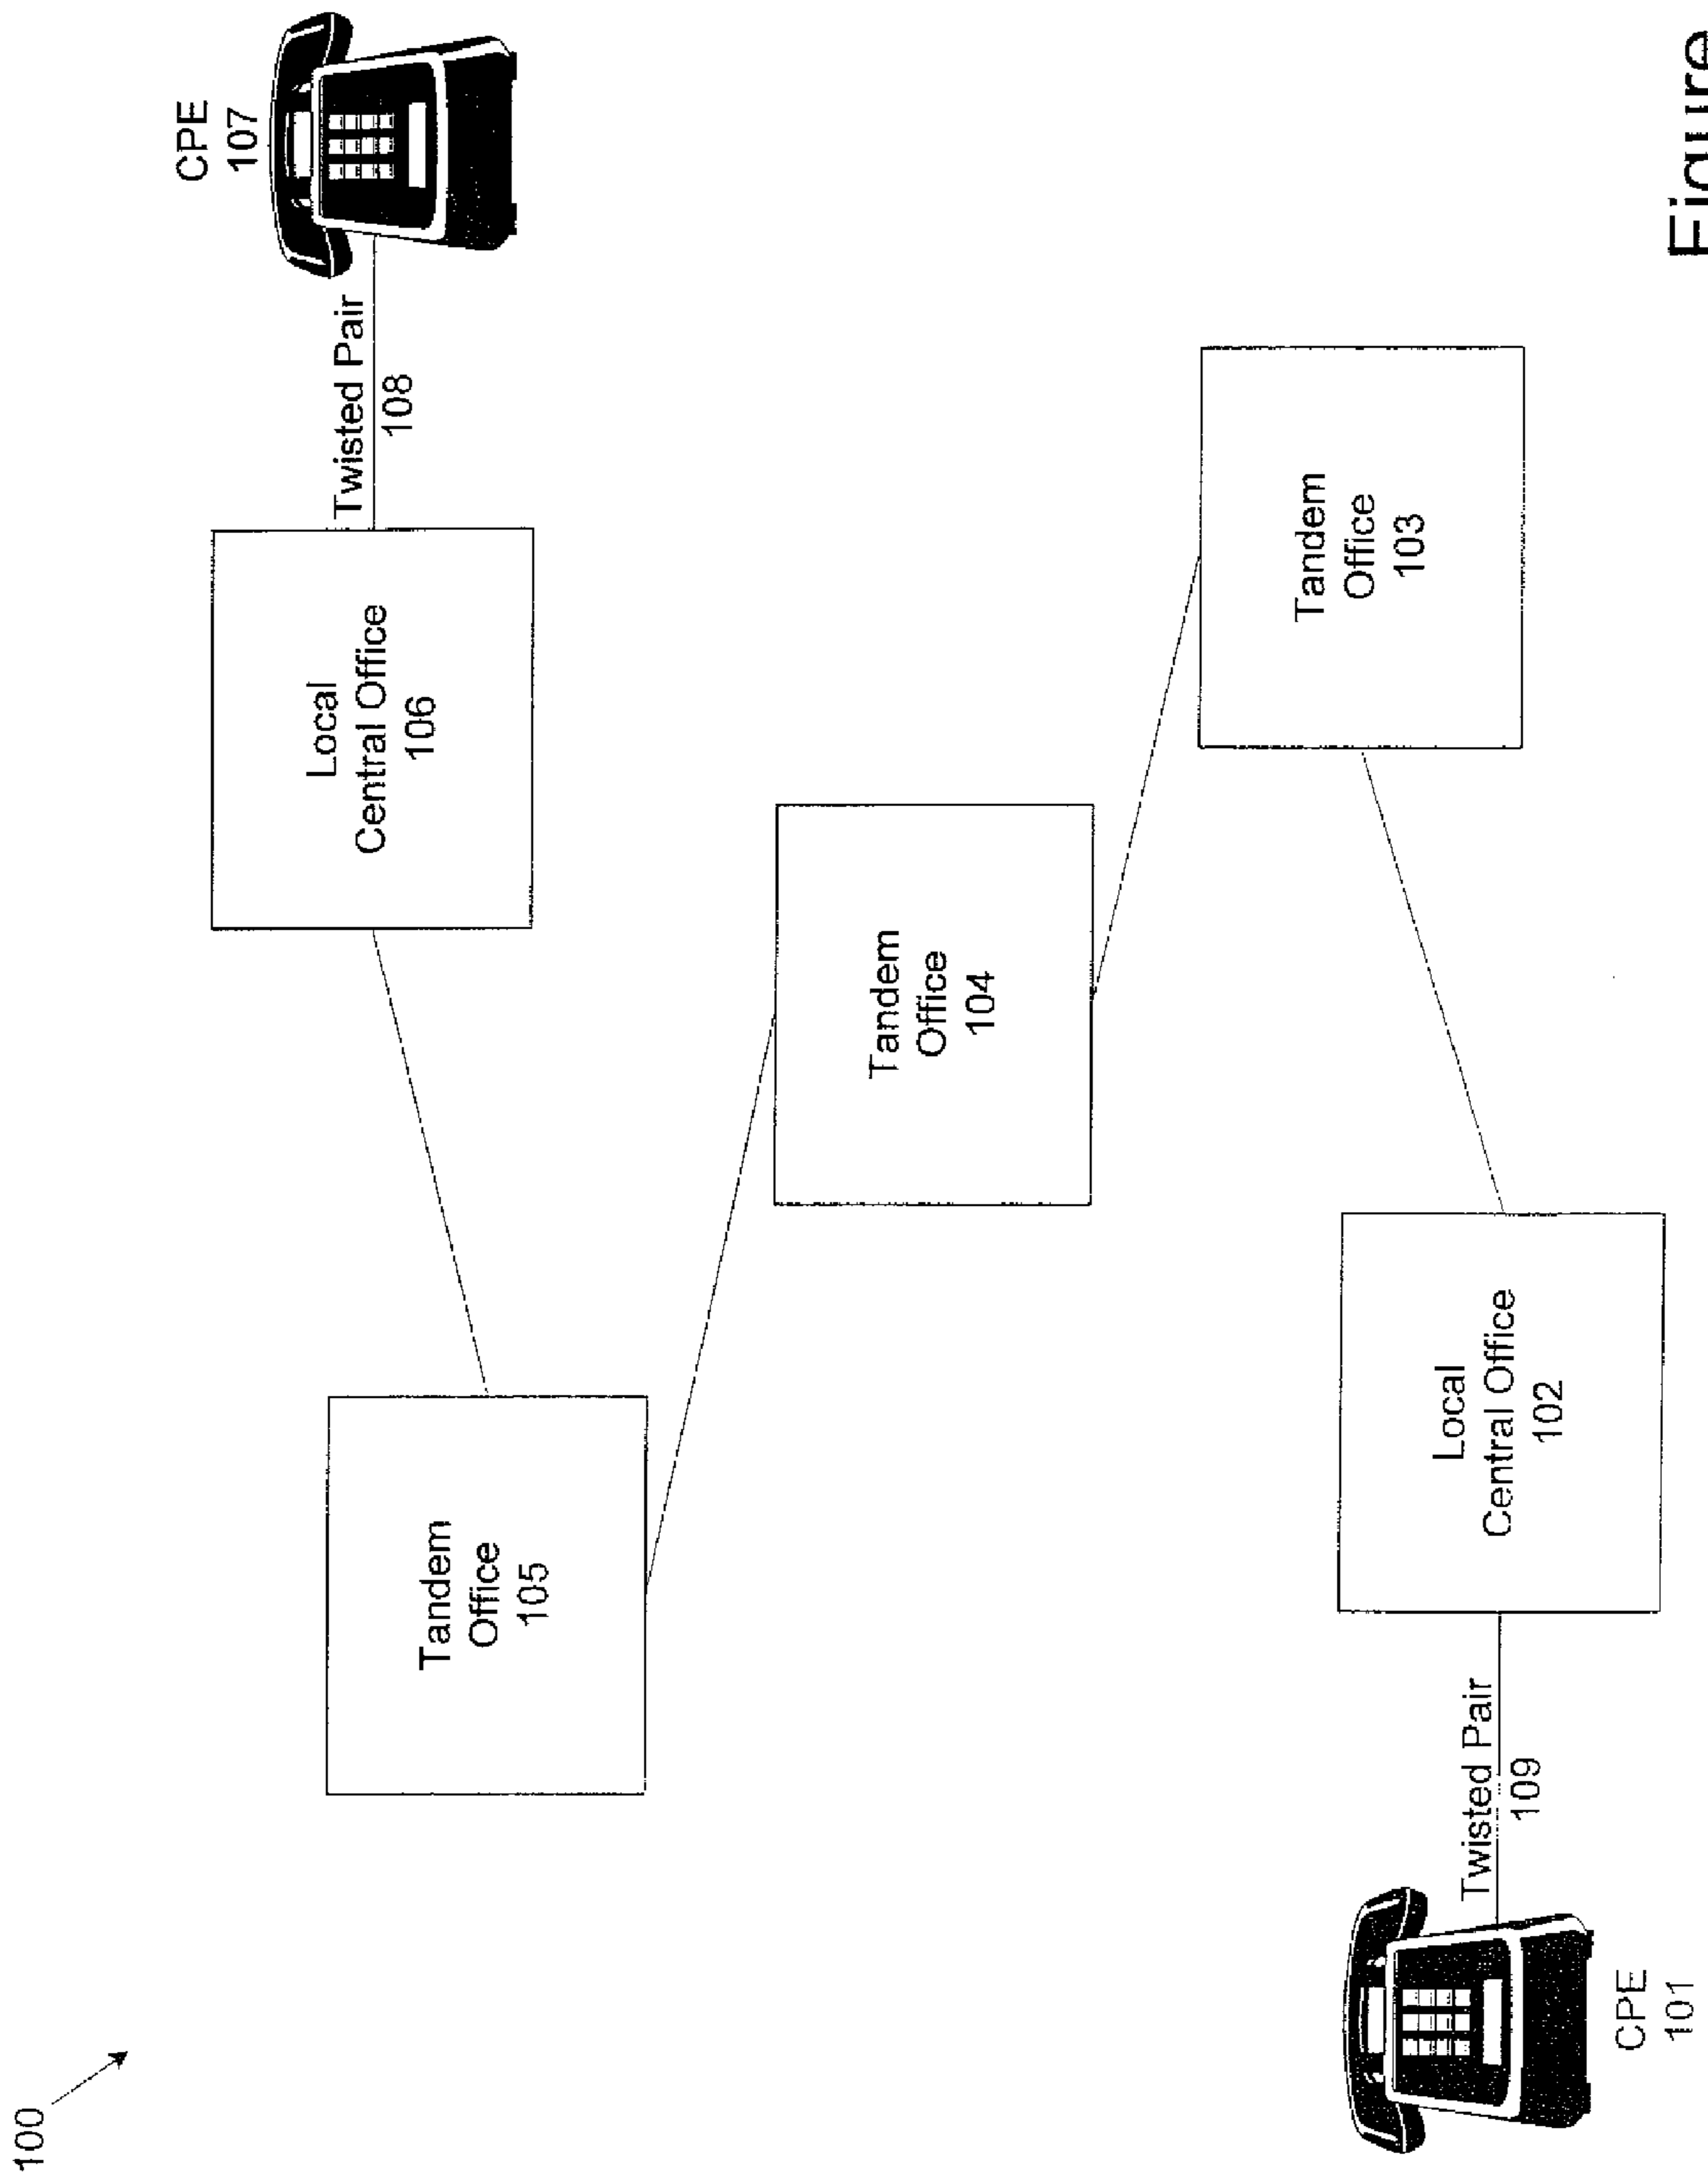 100
CPE
107
Twisted Pair
108
Local
Central Office
106
Tandem
Office
105
Tandem
Office
104
Tandem
Office
103
Local
Central Office
102
Twisted Pair
109
CPE
101
Figure